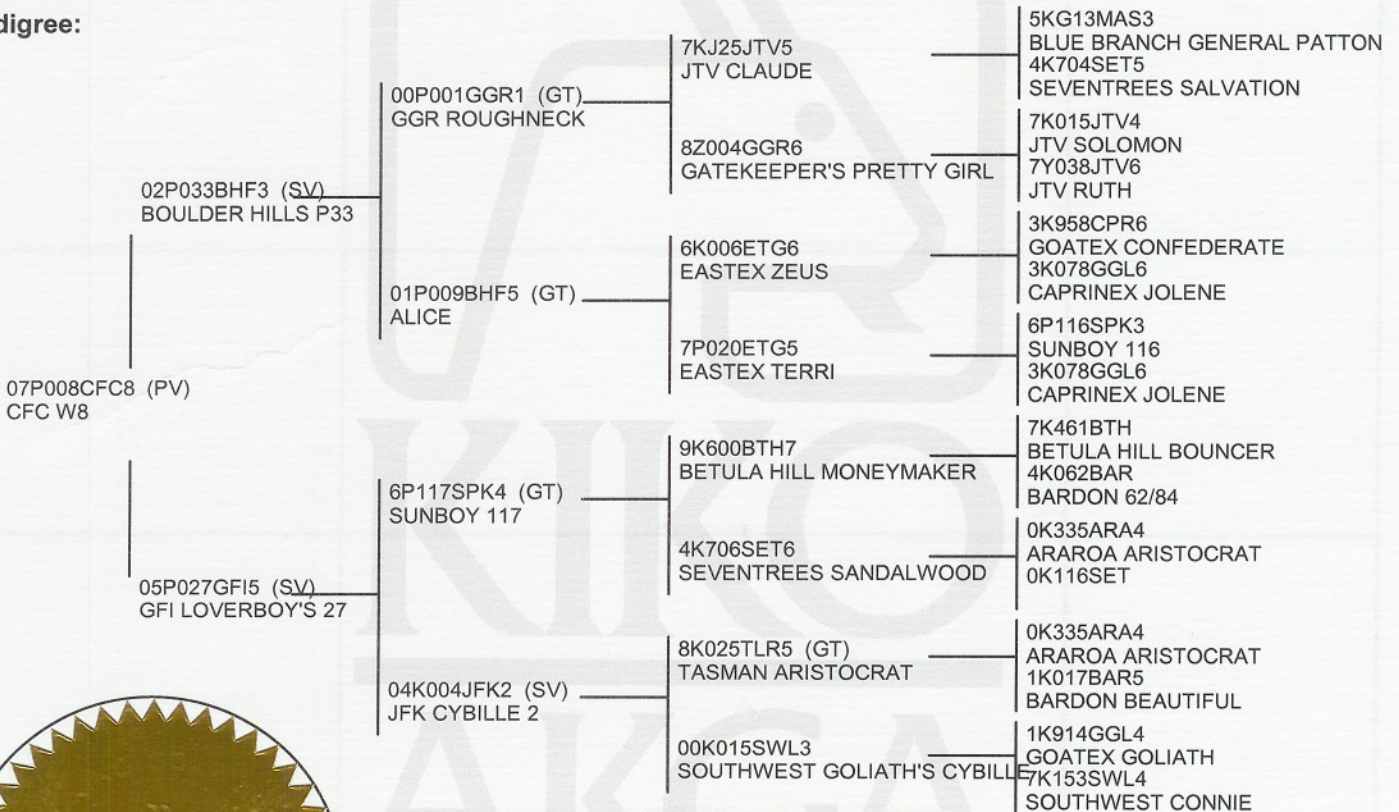 digree:
07P008CFC8 (PV)
CFC W8
02P033BHF3 (SV)
BOULDER HILLS P33
05P027GFI5 (SV)
GFI LOVERBOY'S 27
00P001GGR1 (GT)
GGR ROUGHNECK
01P009BHF5 (GT)
ALICE
6P117SPK4 (GT)
SUNBOY 117
04K004JFK2 (SV)
JFK CYBILLE 2
7KJ25JTV5
JTV CLAUDE
8Z004GGR6
GATEKEEPER'S PRETTY GIRL
6K006ETG6
EASTEX ZEUS
7P020ETG5
EASTEX TERRI
9K600BTH7
BETULA HILL MONEYMAKER
4K706SET6
SEVENTREES SANDALWOOD
8K025TLR5 (GT)
TASMAN ARISTOCRAT
00K015SWL3
SOUTHWEST GOLIATH'S CYBILLE
5KG13MAS3
BLUE BRANCH GENERAL PATTON
4K704SET5
SEVENTREES SALVATION
7K015JTV4
JTV SOLOMON
7Y038JTV6
JTV RUTH
3K958CPR6
GOATEX CONFEDERATE
3K078GGL6
CAPRINEX JOLENE
6P116SPK3
SUNBOY 116
3K078GGL6
CAPRINEX JOLENE
7K461BTH
BETULA HILL BOUNCER
4K062BAR
BARDON 62/84
0K335ARA4
ARAROA ARISTOCRAT
0K116SET
0K335ARA4
ARAROA ARISTOCRAT
1K017BAR5
BARDON BEAUTIFUL
1K914GGL4
GOATEX GOLIATH
7K153SWL4
SOUTHWEST CONNIE
KIKO
AKGA